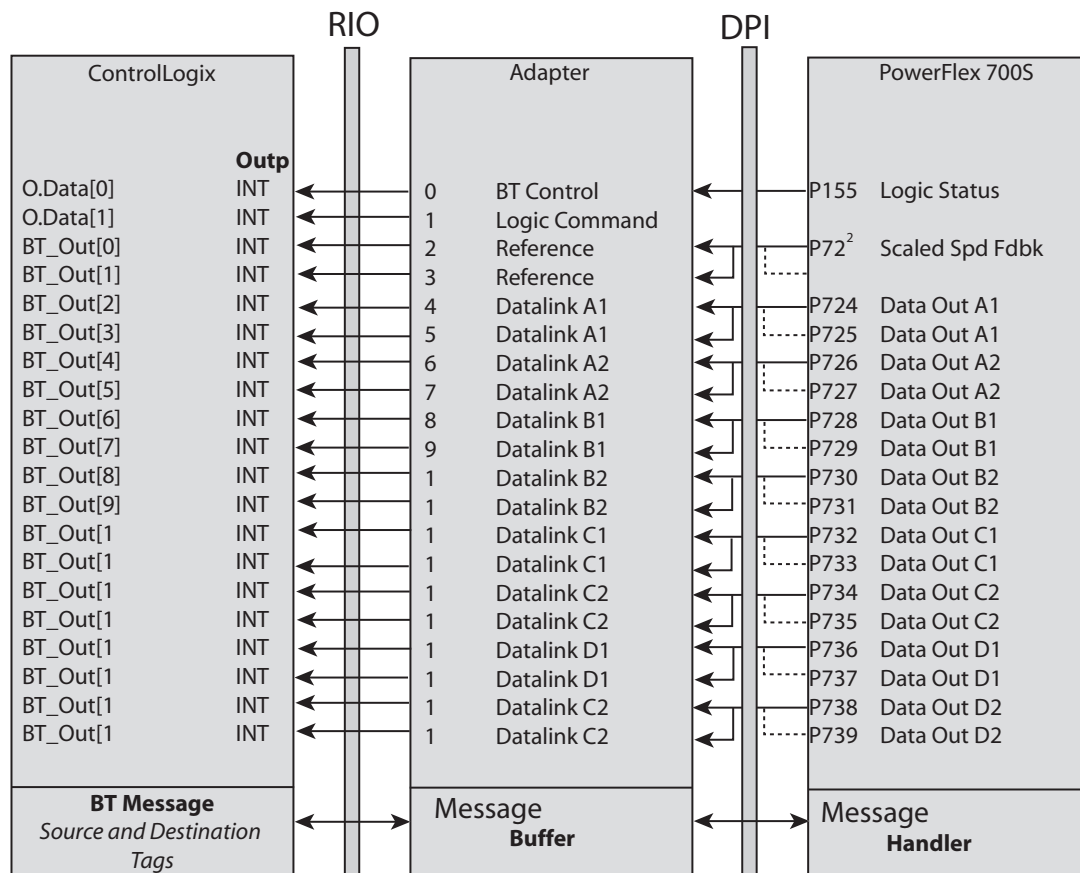 RIO DPI
ControlLogix Adapter PowerFlex 700S
Outp
O.Data[0] INT 0 BT Control P155 Logic Status
O.Data[1] INT 1 Logic Command
BT_Out[0] INT 2 Reference P72² Scaled Spd Fdbk
BT_Out[1] INT 3 Reference
BT_Out[2] INT 4 Datalink A1 P724 Data Out A1
BT_Out[3] INT 5 Datalink A1 P725 Data Out A1
BT_Out[4] INT 6 Datalink A2 P726 Data Out A2
BT_Out[5] INT 7 Datalink A2 P727 Data Out A2
BT_Out[6] INT 8 Datalink B1 P728 Data Out B1
BT_Out[7] INT 9 Datalink B1 P729 Data Out B1
BT_Out[8] INT 1 Datalink B2 P730 Data Out B2
BT_Out[9] INT 1 Datalink B2 P731 Data Out B2
BT_Out[1 INT 1 Datalink C1 P732 Data Out C1
BT_Out[1 INT 1 Datalink C1 P733 Data Out C1
BT_Out[1 INT 1 Datalink C2 P734 Data Out C2
BT_Out[1 INT 1 Datalink C2 P735 Data Out C2
BT_Out[1 INT 1 Datalink D1 P736 Data Out D1
BT_Out[1 INT 1 Datalink D1 P737 Data Out D1
BT_Out[1 INT 1 Datalink C2 P738 Data Out D2
BT_Out[1 INT 1 Datalink C2 P739 Data Out D2
BT Message Message Message
Source and Destination Buffer Handler
Tags